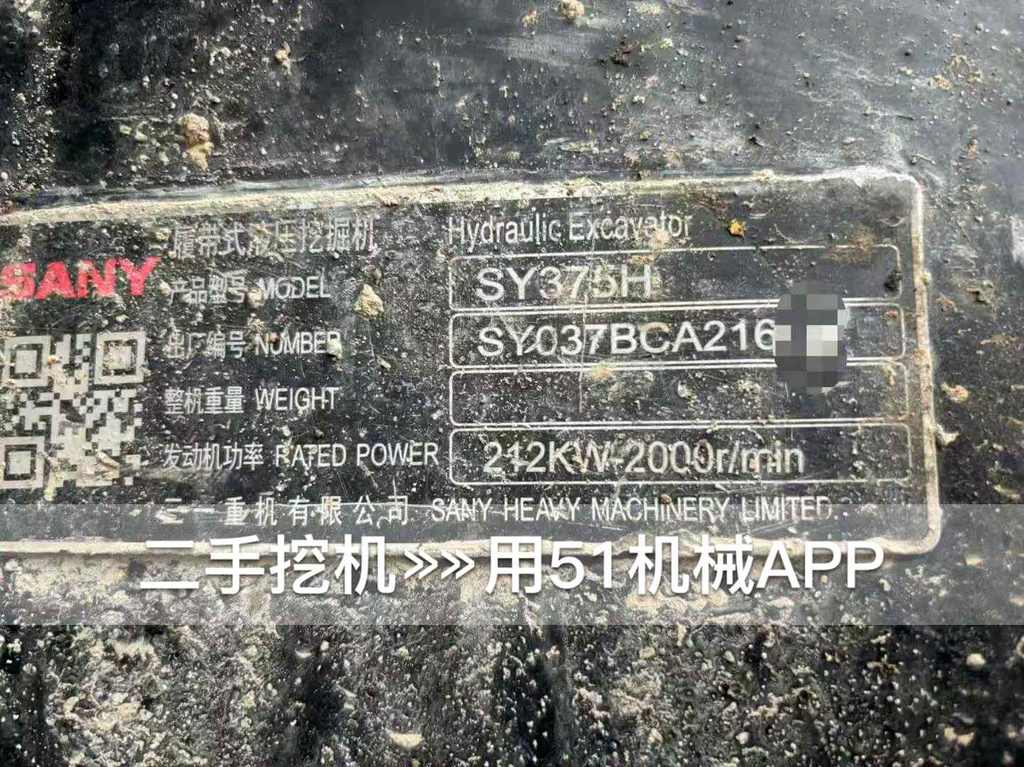 履带式液压挖掘机 Hydraulic Excavator
SANY
产品型号 MODEL SY375H
出厂编号 NUMBER SY037BCA216
整机重量 WEIGHT
发动机功率 RATED POWER 212KW-2000r/min
三一重机有限公司 SANY HEAVY MACHINERY LIMITED
二手挖机>>>>用51机械APP